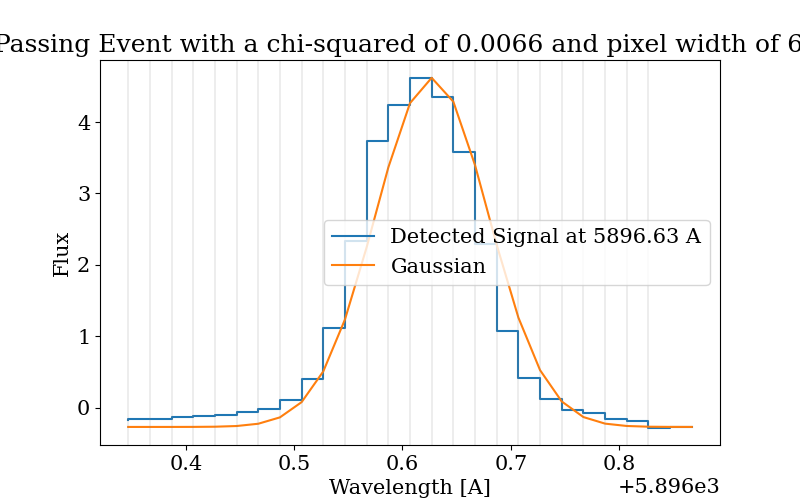 Passing Event with a chi-squared of 0.0066 and pixel width of 6
Flux
4
3
2
1
0
Detected Signal at 5896.63 A
Gaussian
0.4 0.5 0.6 0.7 0.8
Wavelength [A]
+5.896e3